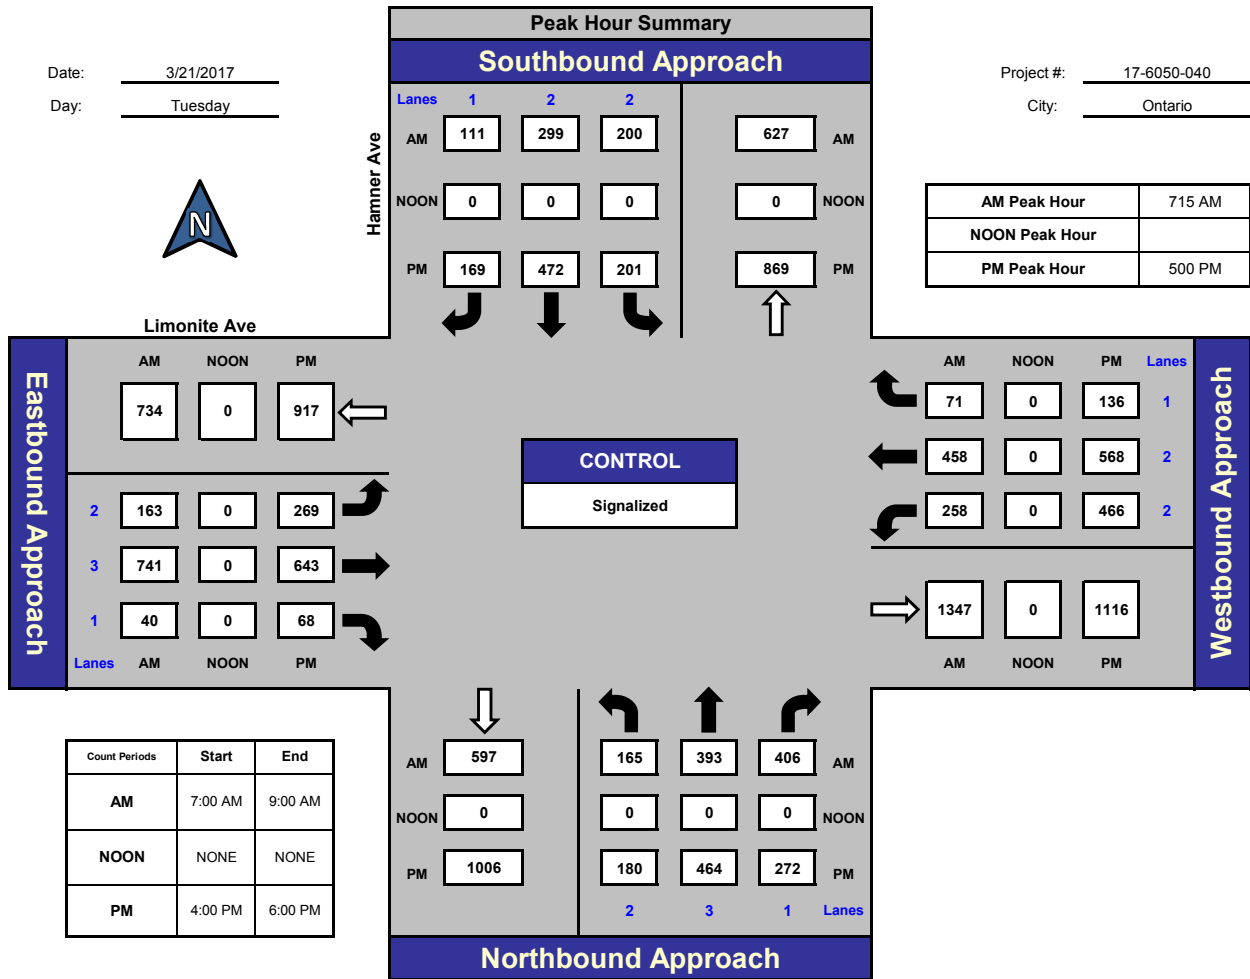 Peak Hour Summary
Southbound Approach
Date: 3/21/2017
Day: Tuesday
Project #: 17-6050-040
City: Ontario
Hamner Ave
Lanes 1 2 2
AM 111 299 200 627 AM
NOON 0 0 0 0 NOON
PM 169 472 201 869 PM
N
AM Peak Hour 715 AM
NOON Peak Hour
PM Peak Hour 500 PM
Limonite Ave
Eastbound Approach
AM NOON PM
734 0 917
2 163 0 269
3 741 0 643
1 40 0 68
Lanes AM NOON PM
CONTROL
Signalized
AM NOON PM Lanes
71 0 136 1
458 0 568 2
258 0 466 2
1347 0 1116
AM NOON PM
Westbound Approach
Count Periods Start End
AM 7:00 AM 9:00 AM
NOON NONE NONE
PM 4:00 PM 6:00 PM
AM 597 165 393 406 AM
NOON 0 0 0 0 NOON
PM 1006 180 464 272 PM
2 3 1 Lanes
Northbound Approach